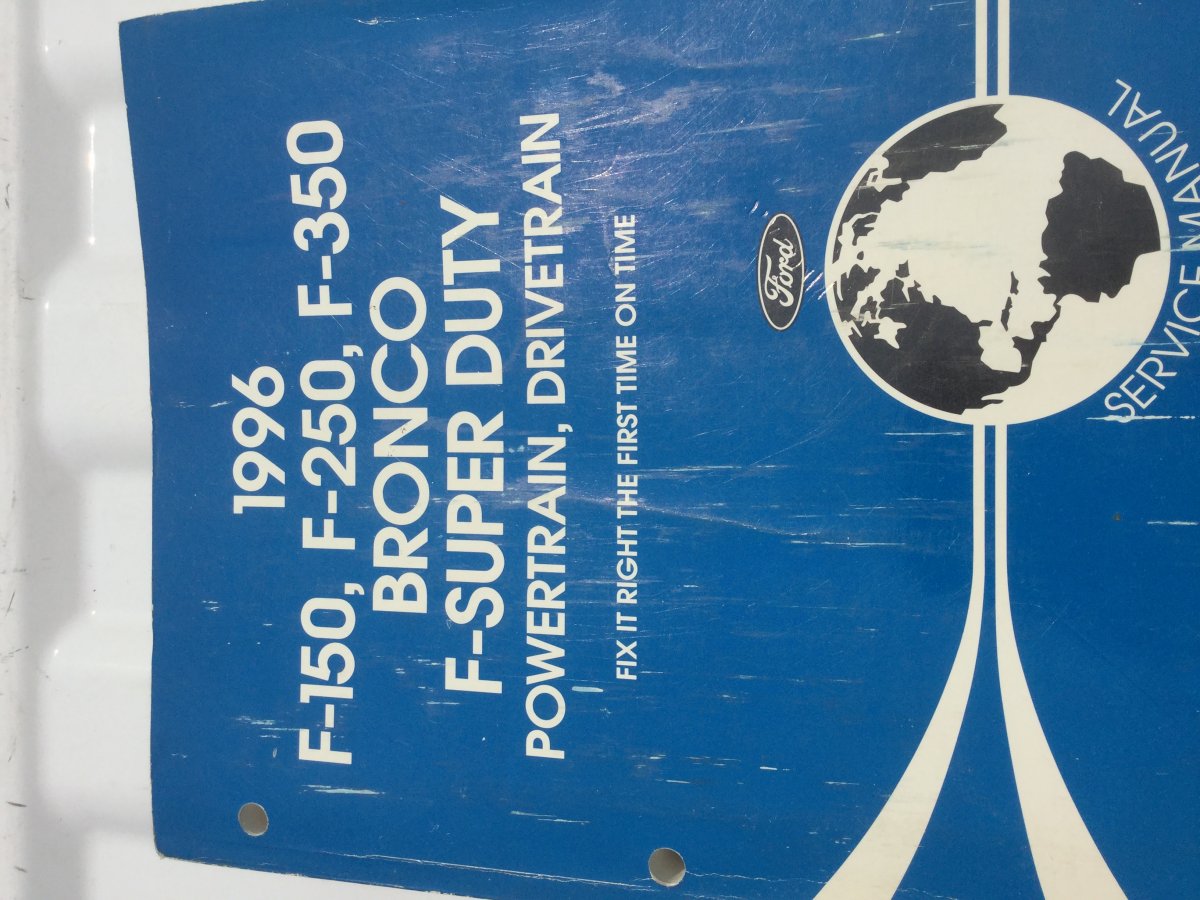 1996
F-150, F-250, F-350
BRONCO
F-SUPER DUTY
POWERTRAIN, DRIVETRAIN
FIX IT RIGHT THE FIRST TIME ON TIME
Ford
SERVICE MANUAL